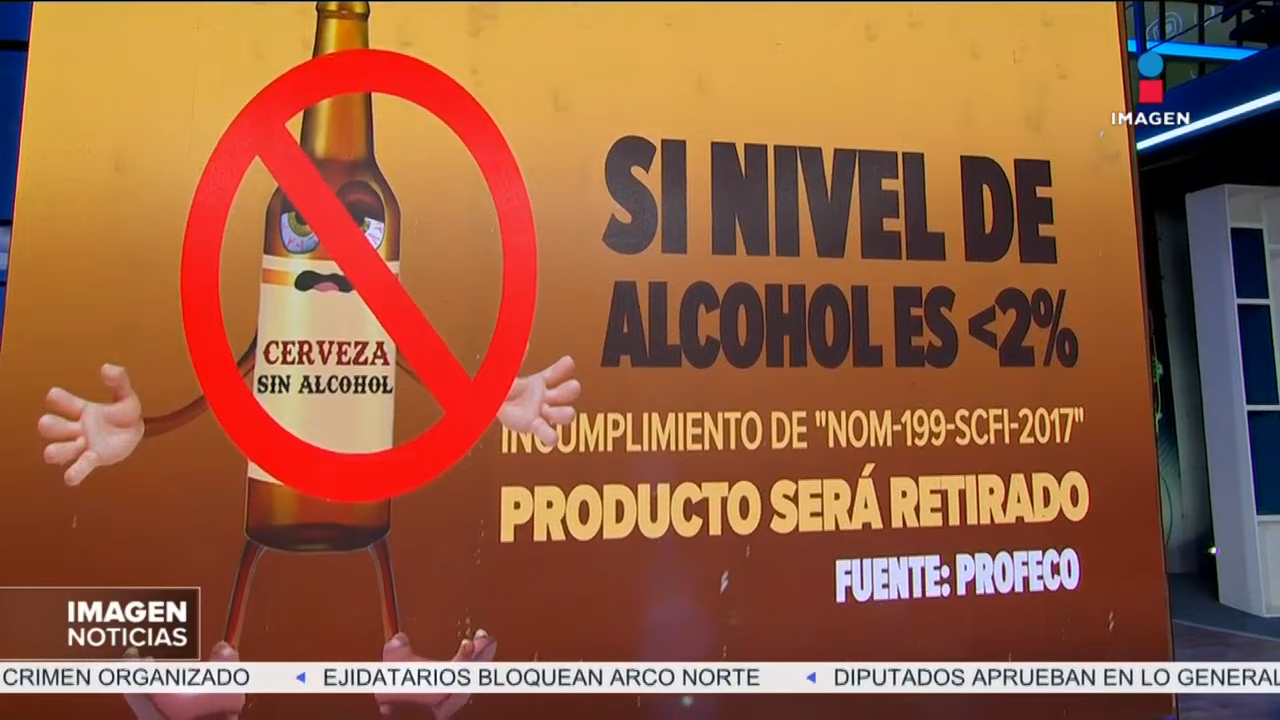 IMAGEN
SI NIVEL DE
ALCOHOL ES <2%
CERVEZA
SIN ALCOHOL
INCUMPLIMIENTO DE "NOM-199-SCFI-2017"
PRODUCTO SERÁ RETIRADO
FUENTE: PROFECO
IMAGEN
NOTICIAS
CRIMEN ORGANIZADO ◄ EJIDATARIOS BLOQUEAN ARCO NORTE ◄ DIPUTADOS APRUEBAN EN LO GENERAL